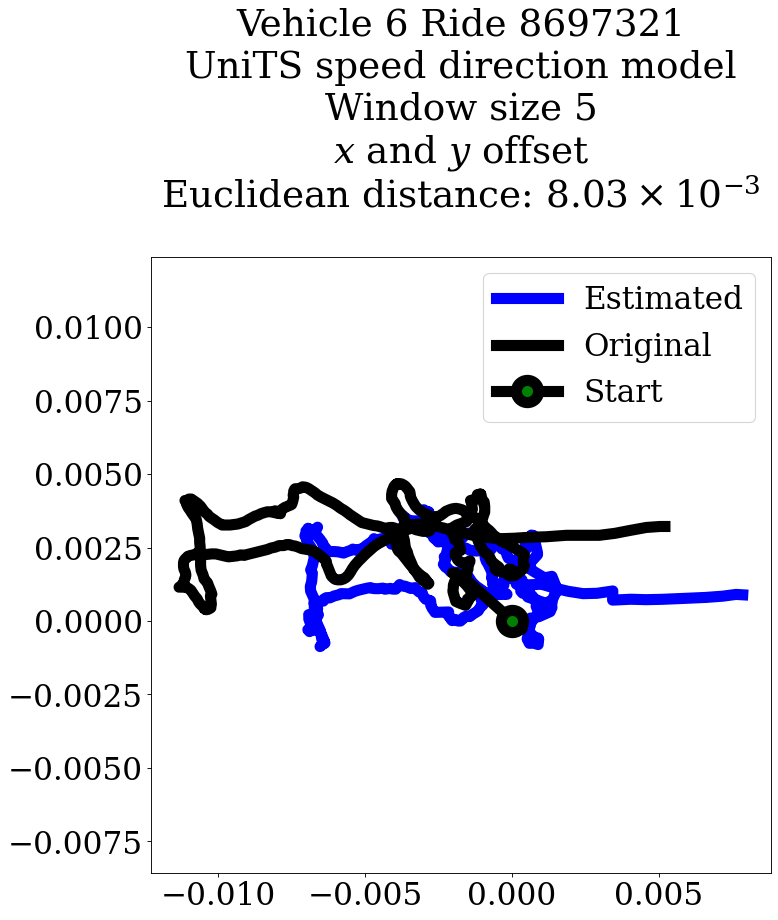 Vehicle 6 Ride 8697321
UniTS speed direction model
Window size 5
x and y offset
Euclidean distance: 8.03 × 10⁻³
Estimated
Original
Start
0.0100
0.0075
0.0050
0.0025
0.0000
−0.0025
−0.0050
−0.0075
−0.010 −0.005 0.000 0.005